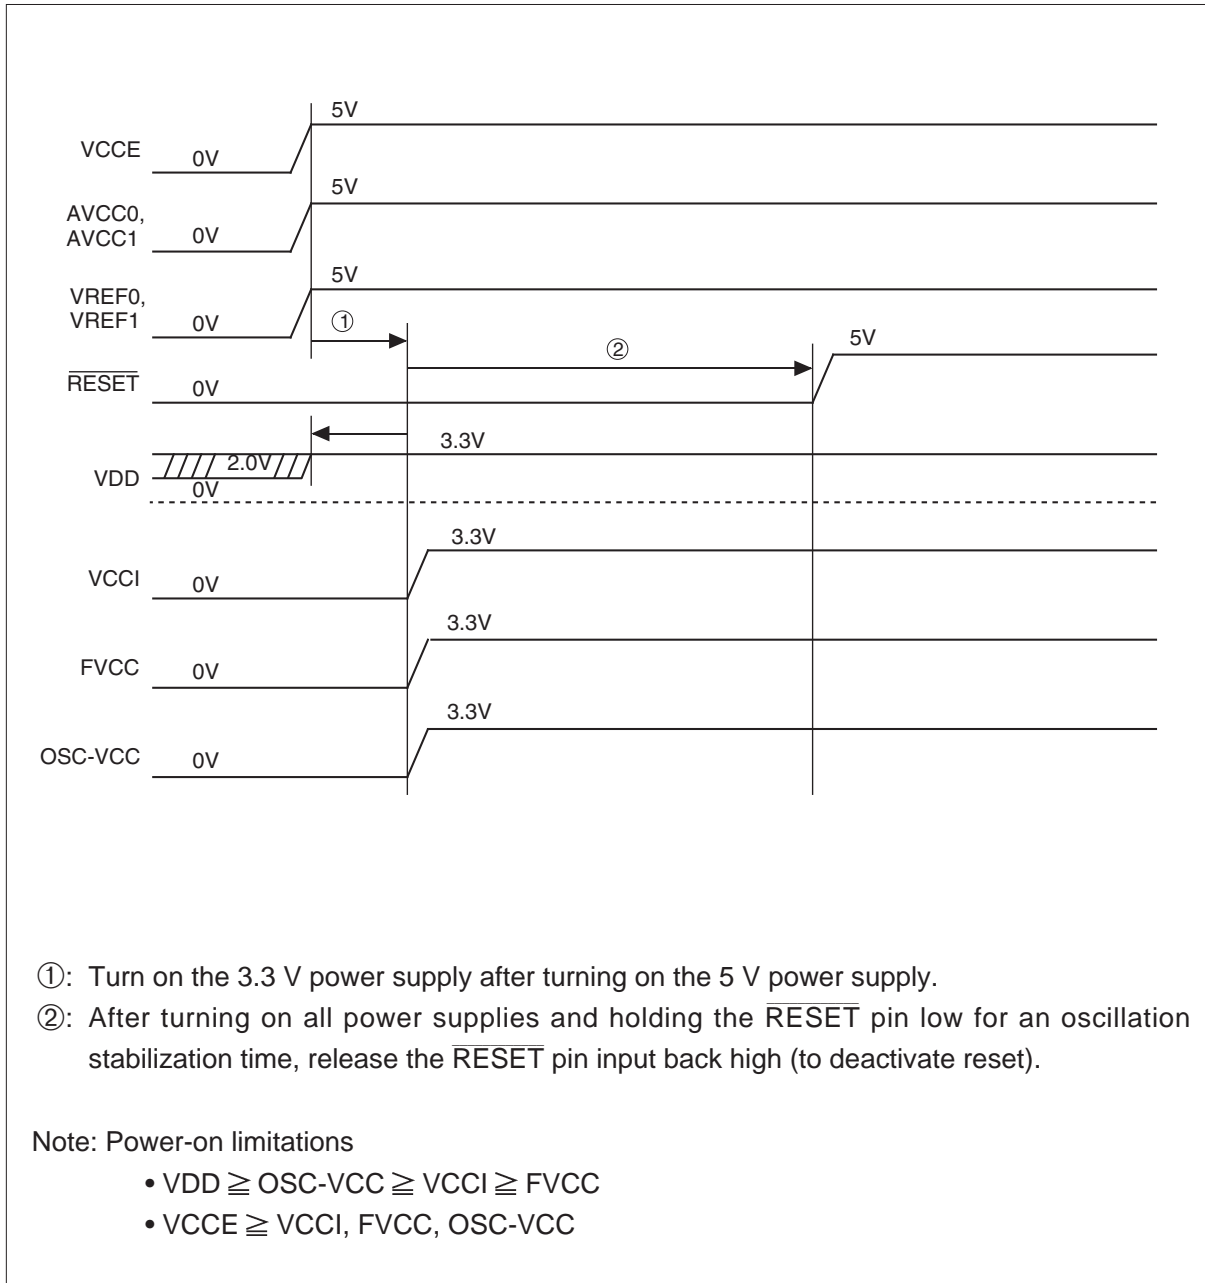 5V
VCCE 0V
5V
AVCC0,
AVCC1 0V
5V
VREF0,
VREF1 0V
①
②
5V
RESET 0V
3.3V
VDD 2.0V
0V
3.3V
VCCI 0V
3.3V
FVCC 0V
3.3V
OSC-VCC 0V
①: Turn on the 3.3 V power supply after turning on the 5 V power supply.
②: After turning on all power supplies and holding the RESET pin low for an oscillation
stabilization time, release the RESET pin input back high (to deactivate reset).
Note: Power-on limitations
• VDD ≧ OSC-VCC ≧ VCCI ≧ FVCC
• VCCE ≧ VCCI, FVCC, OSC-VCC